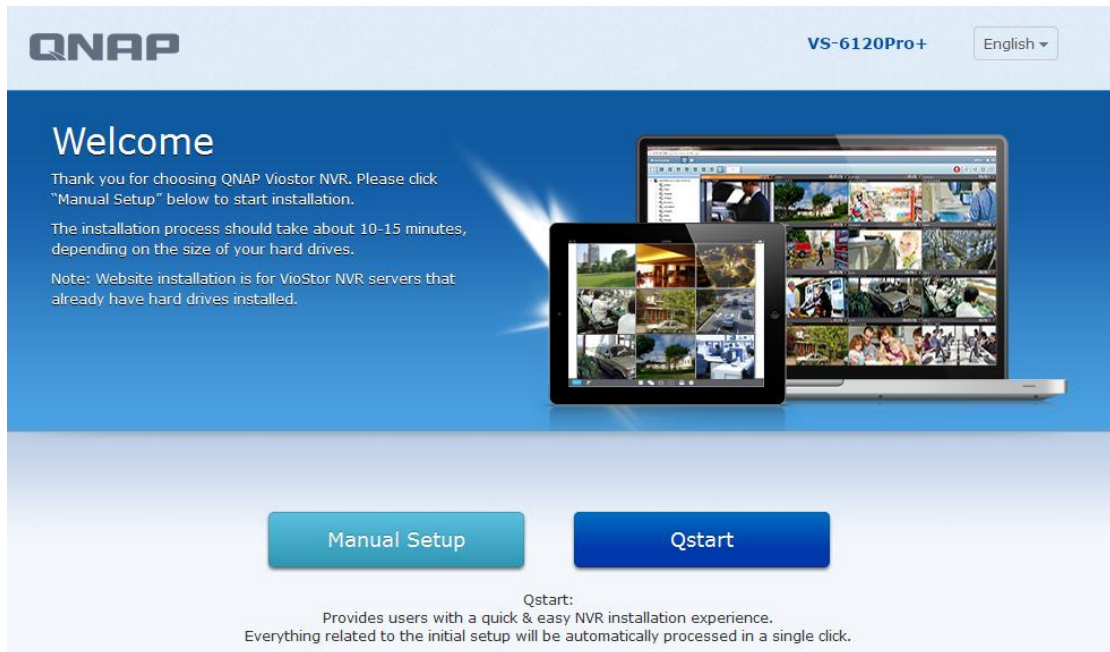 QNAP
VS-6120Pro+
English
Welcome
Thank you for choosing QNAP Viostor NVR. Please click
“Manual Setup” below to start installation.
The installation process should take about 10-15 minutes,
depending on the size of your hard drives.
Note: Website installation is for VioStor NVR servers that
already have hard drives installed.
Manual Setup
Qstart
Qstart:
Provides users with a quick & easy NVR installation experience.
Everything related to the initial setup will be automatically processed in a single click.